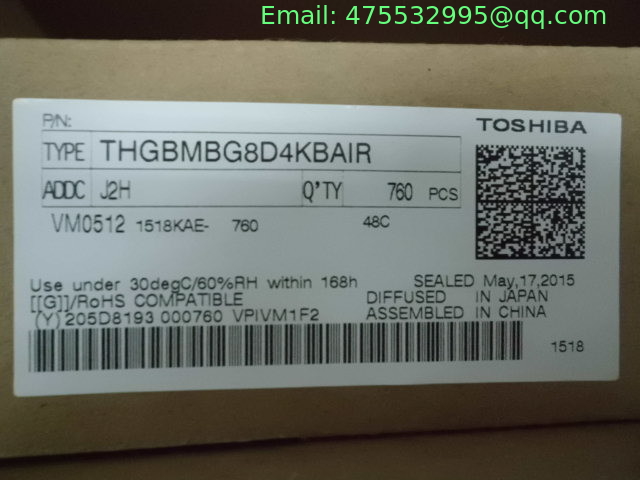 Email: 475532995@qq.com
P/N:
TOSHIBA
TYPE THGBMBG8D4KBAIR
ADDC J2H Q'TY 760 PCS
VM0512 1518KAE- 760 48C
Use under 30degC/60%RH within 168h SEALED May,17,2015
[[G]]/RoHS COMPATIBLE DIFFUSED IN JAPAN
(Y) 205D8193 000760 VPIVM1F2 ASSEMBLED IN CHINA
1518